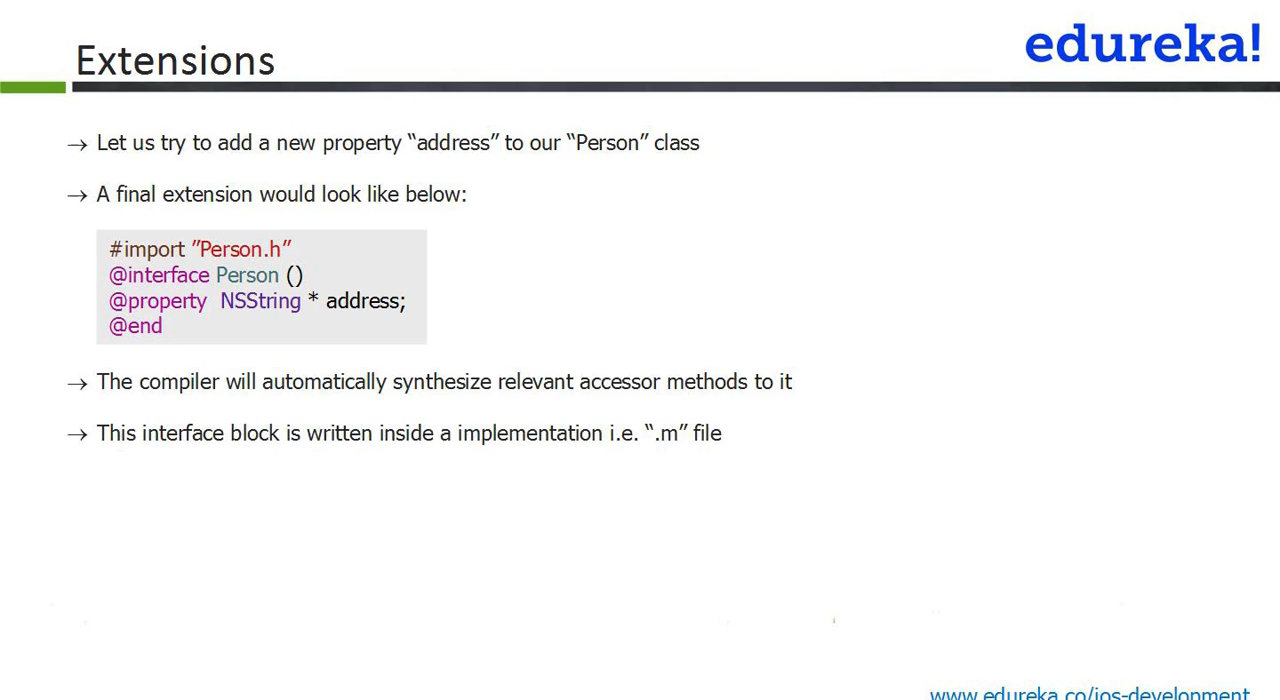 Extensions
edureka!
→ Let us try to add a new property “address” to our “Person” class
→ A final extension would look like below:
#import ”Person.h”
@interface Person ()
@property NSString * address;
@end
→ The compiler will automatically synthesize relevant accessor methods to it
→ This interface block is written inside a implementation i.e. “.m” file
www.edureka.co/ios-development